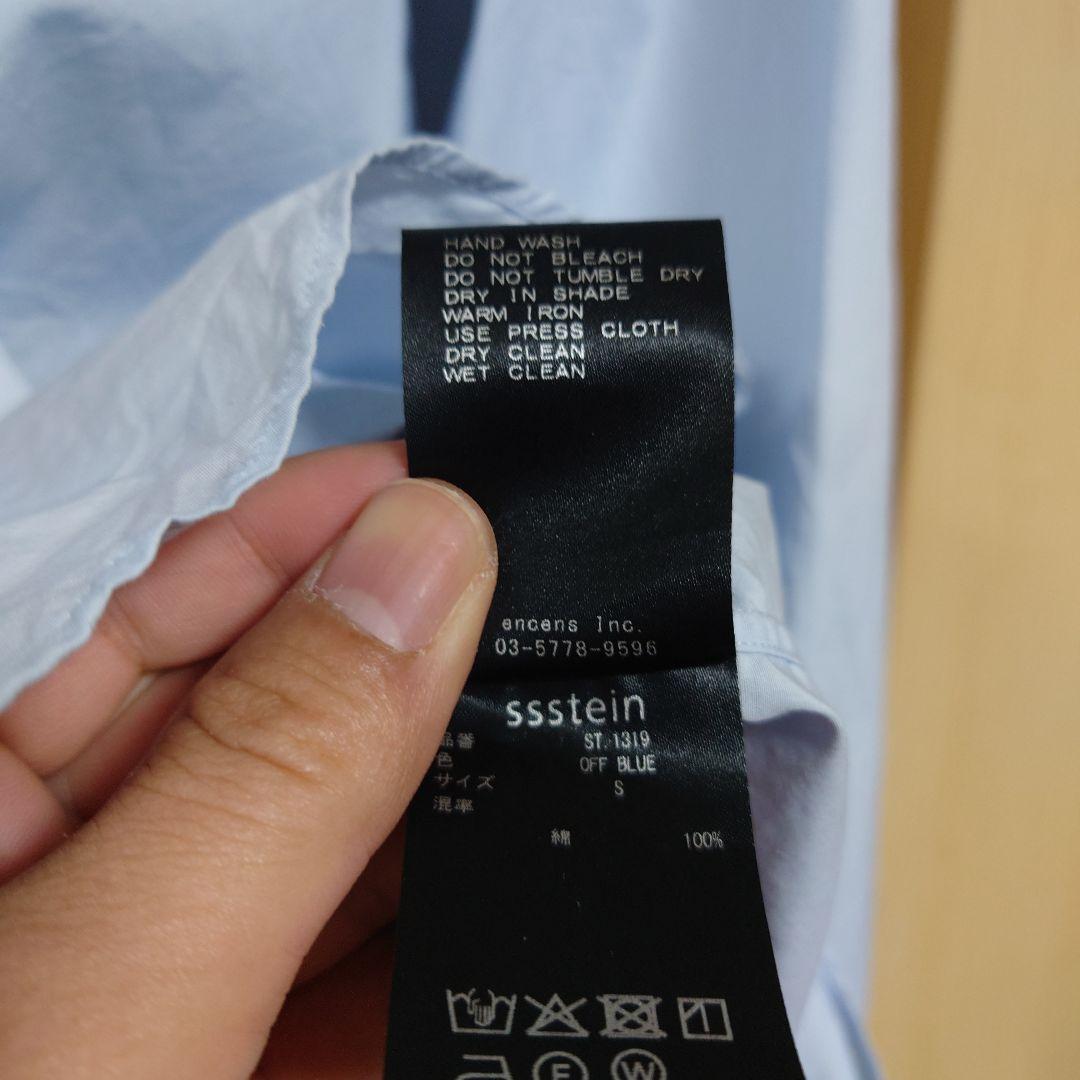 HAND WASH
DO NOT BLEACH
DO NOT TUMBLE DRY
DRY IN SHADE
WARM IRON
USE PRESS CLOTH
DRY CLEAN
WET CLEAN
encens Inc.
03-5778-9596
ssstein
品番 ST.1319
色 OFF BLUE
サイズ S
混率
綿 100%
F W